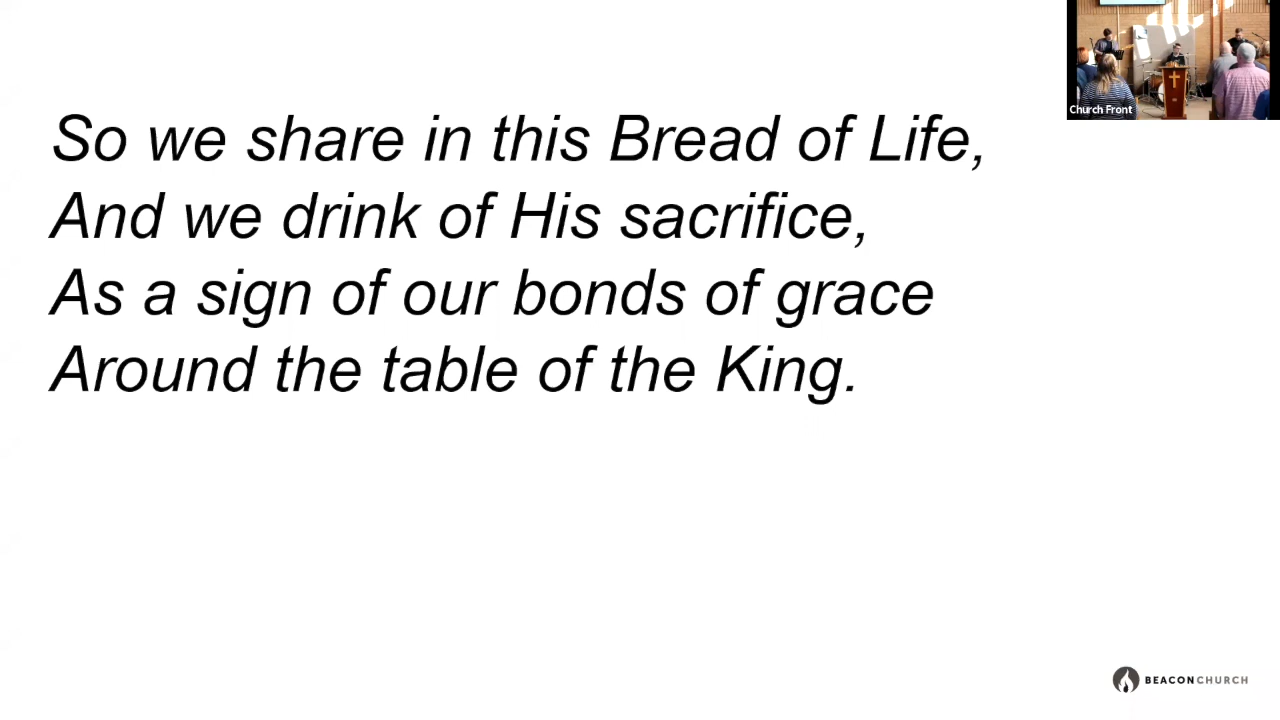 So we share in this Bread of Life,
And we drink of His sacrifice,
As a sign of our bonds of grace
Around the table of the King.
Church Front
BEACONCHURCH